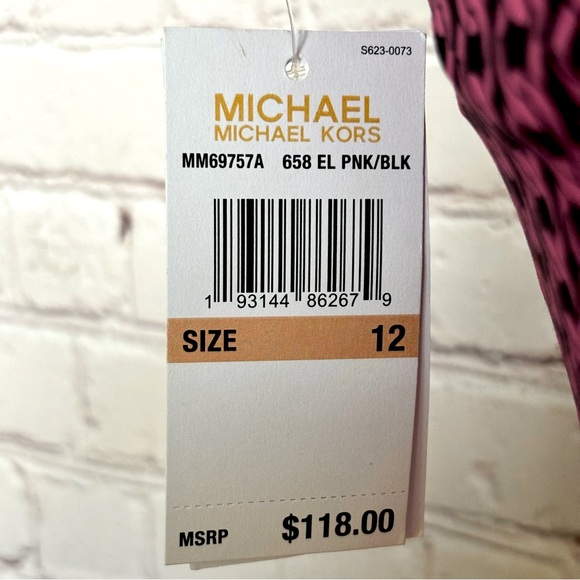 S623-0073
MICHAEL
MICHAEL KORS
MM69757A 658 EL PNK/BLK
1 93144 86267 9
SIZE 12
MSRP $118.00